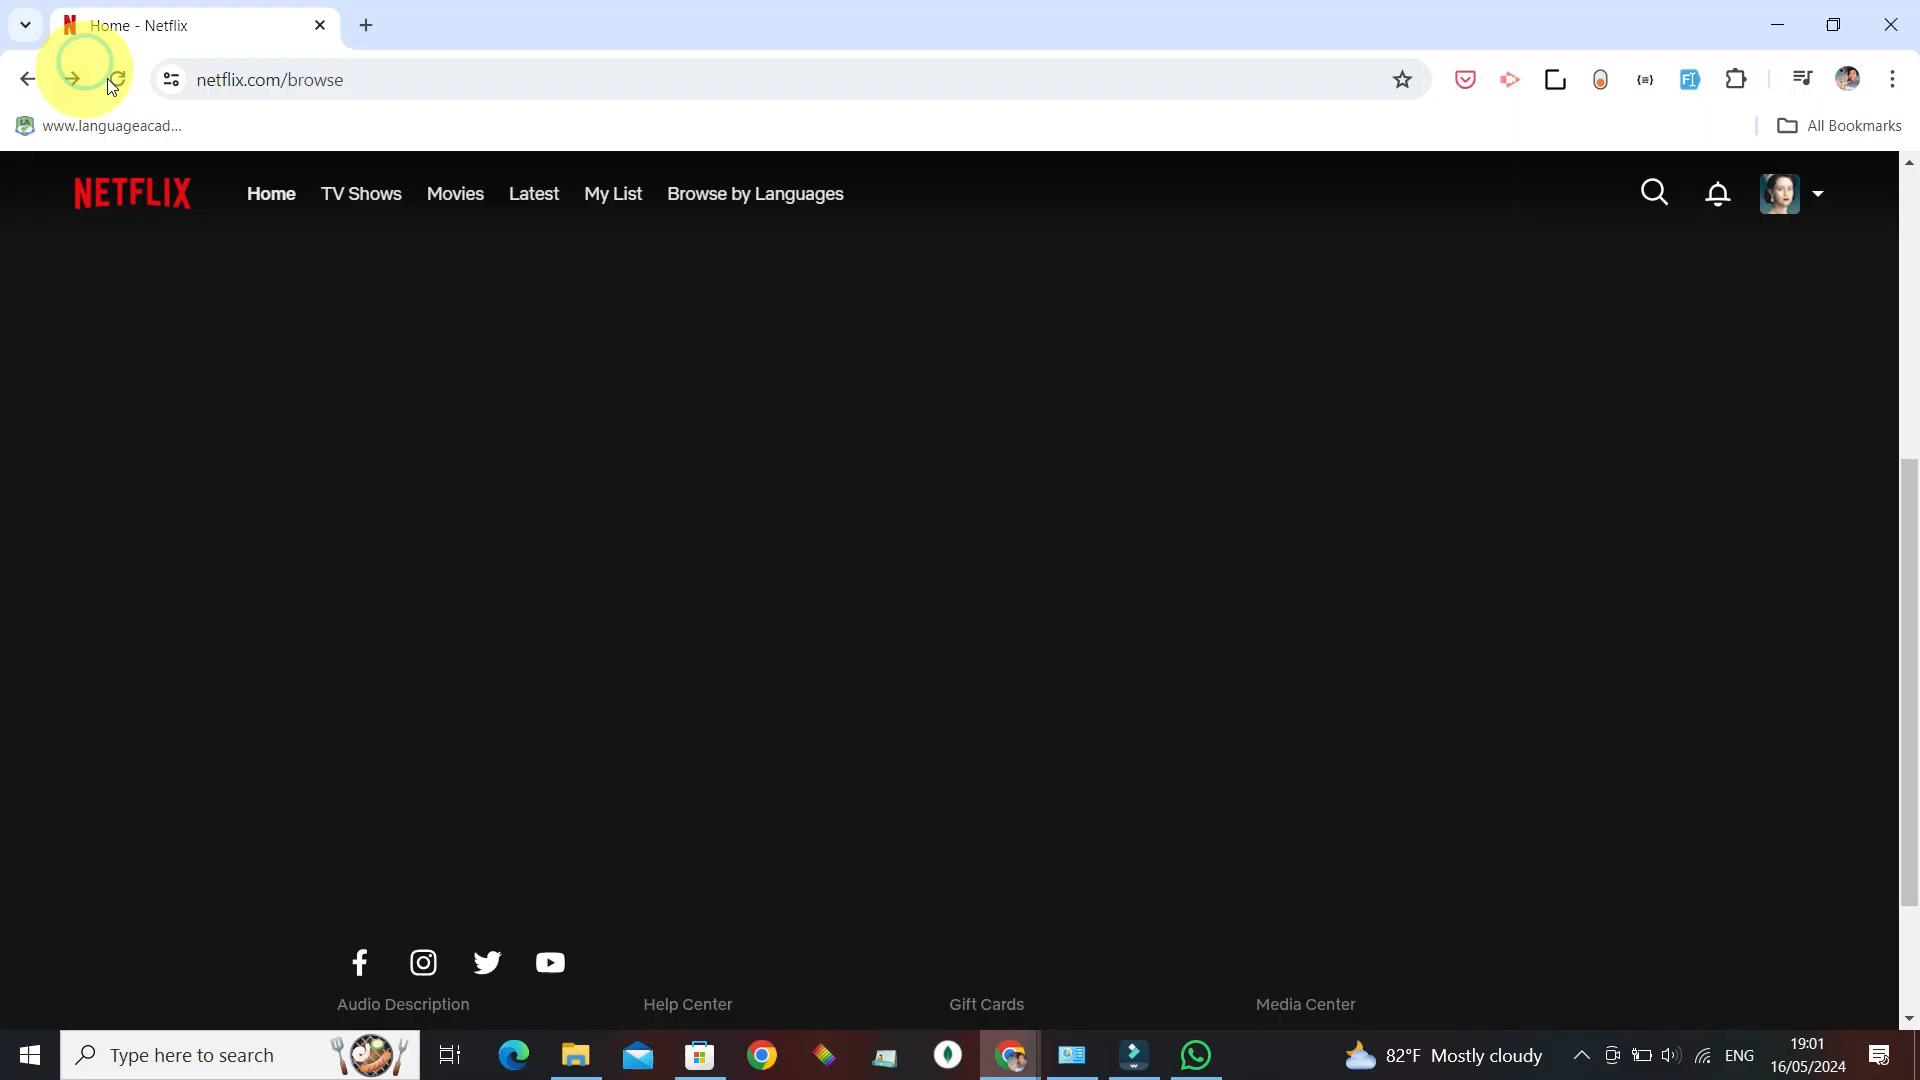 Home - Netflix
netflix.com/browse
www.languageacad...
All Bookmarks
NETFLIX Home TV Shows Movies Latest My List Browse by Languages
Audio Description Help Center Gift Cards Media Center
Type here to search
82°F Mostly cloudy
ENG
19:01
16/05/2024